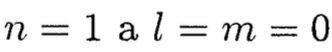 n = 1 a l = m = 0